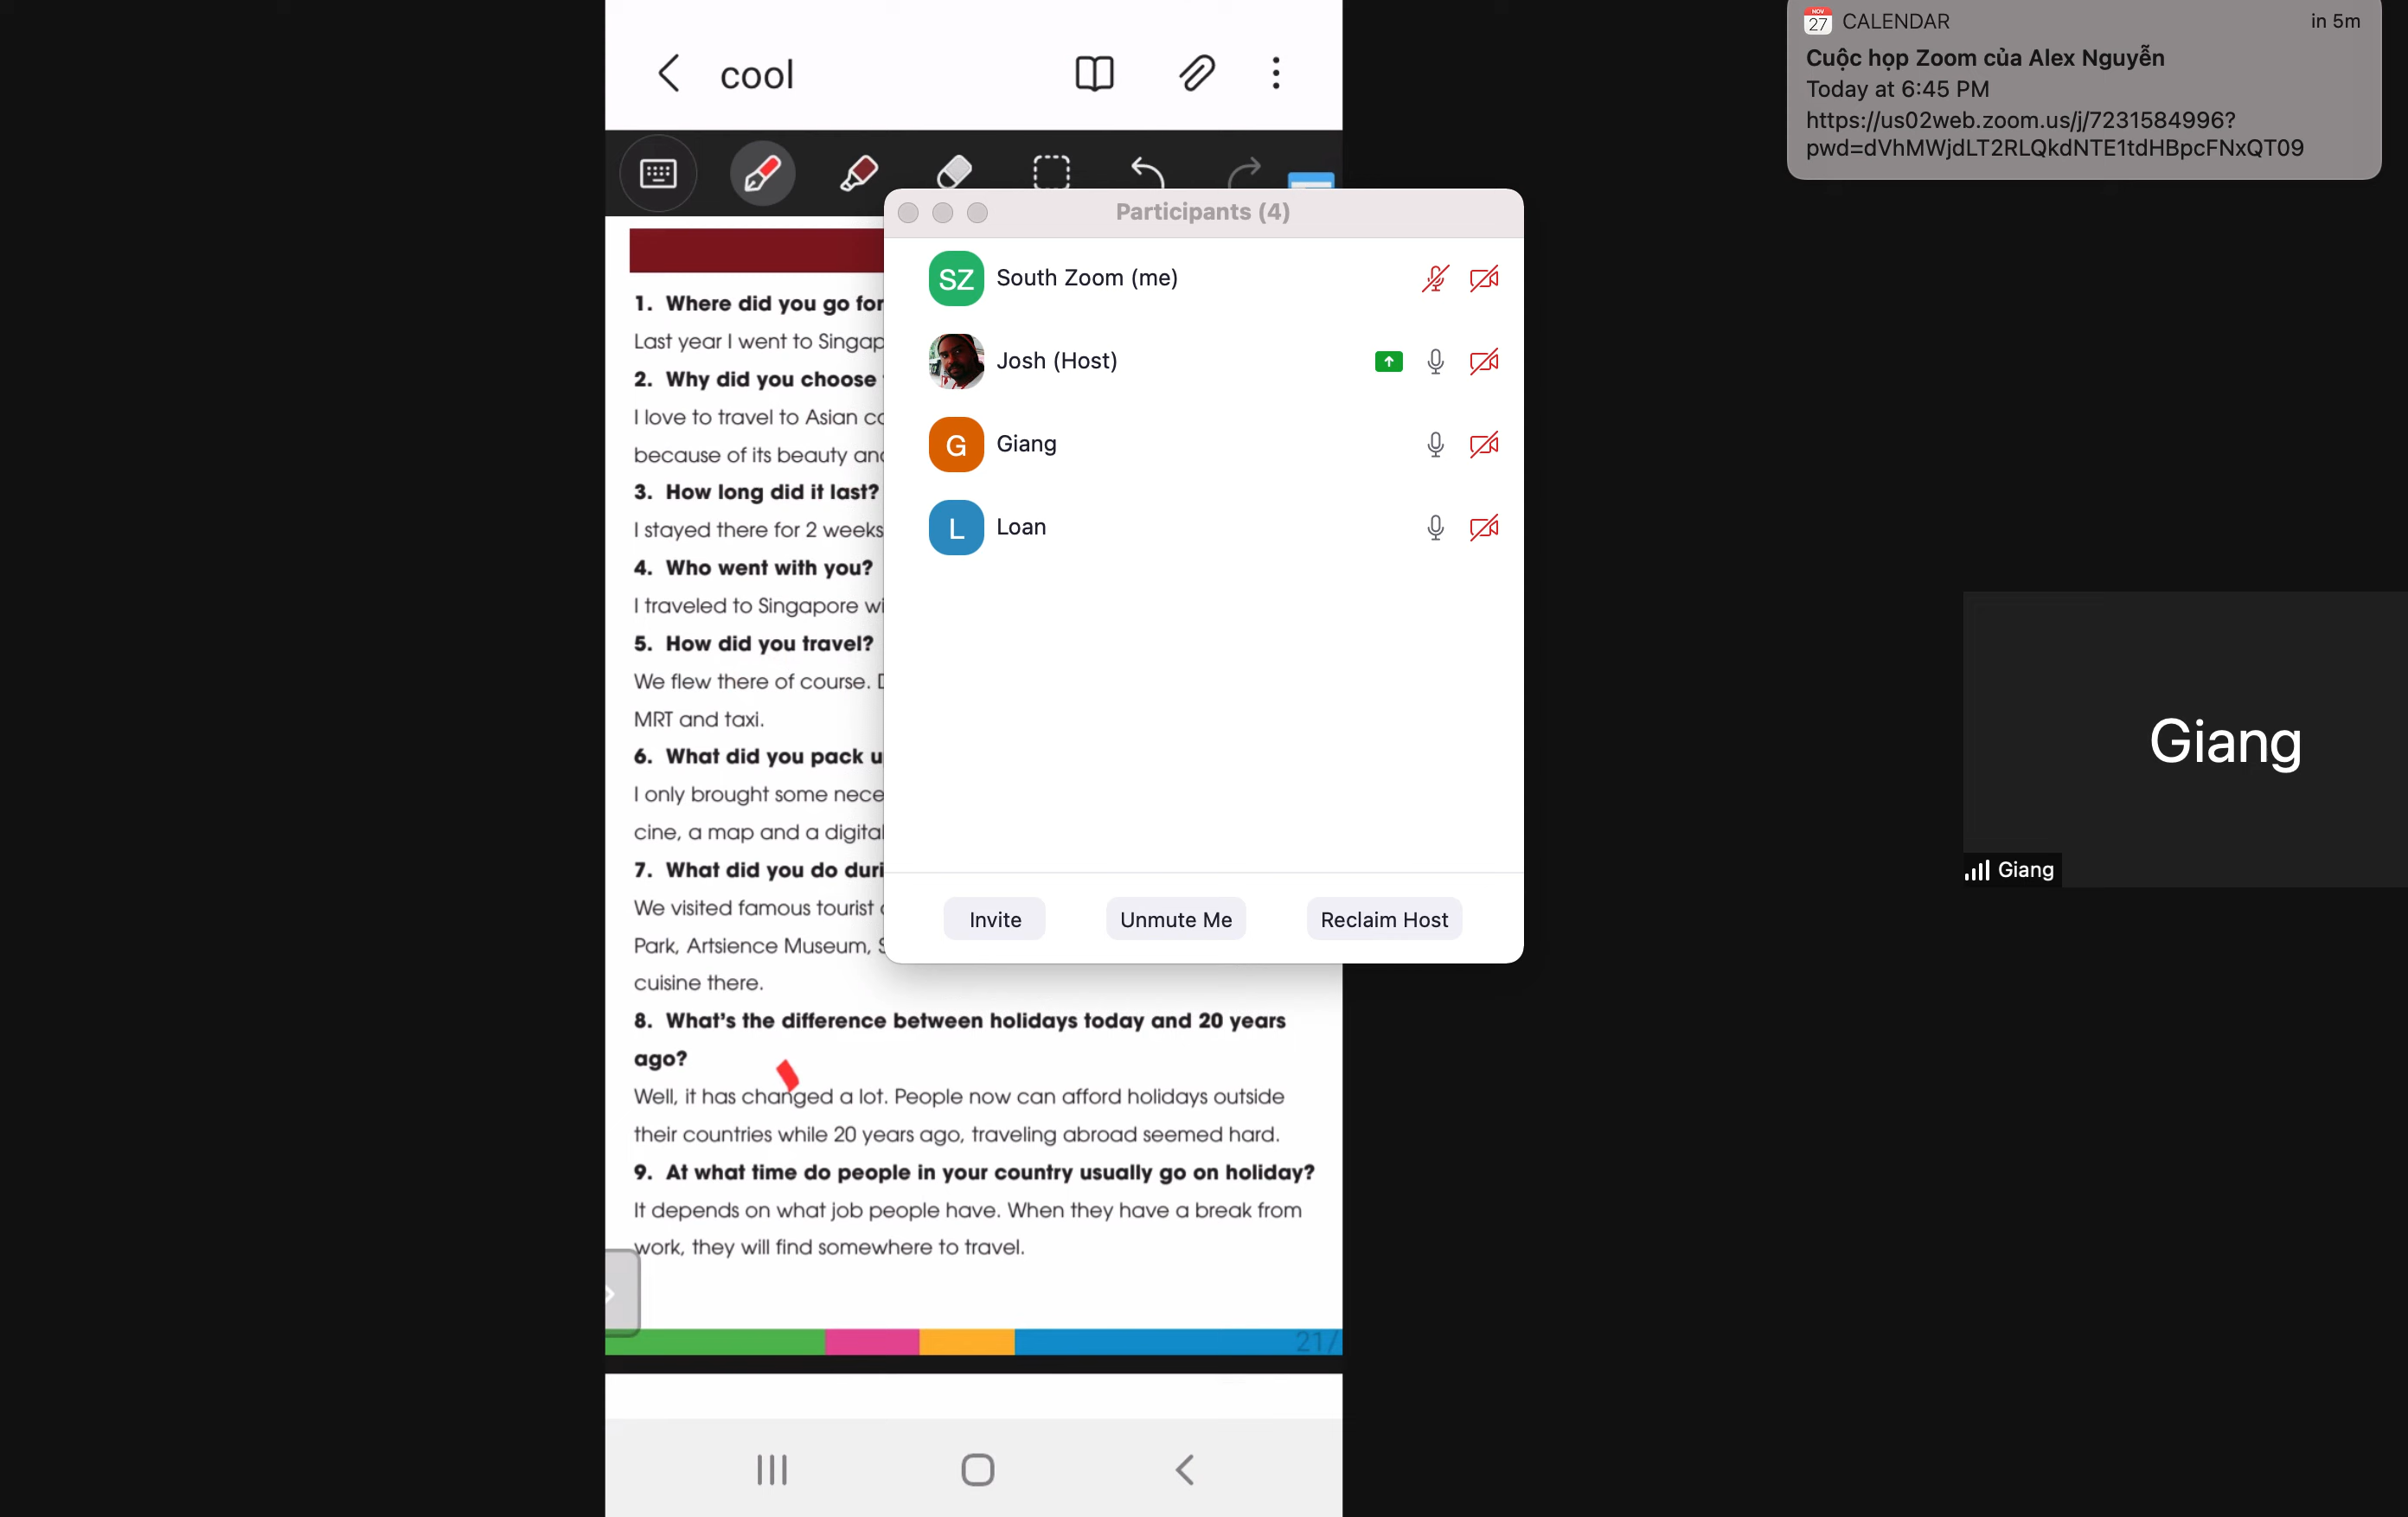 cool
NOV
27
CALENDAR
in 5m
Cuộc họp Zoom của Alex Nguyễn
Today at 6:45 PM
https://us02web.zoom.us/j/7231584996?
pwd=dVhMWjdLT2RLQkdNTE1tdHBpcFNxQT09
Participants (4)
SZ South Zoom (me)
Josh (Host)
G Giang
L Loan
Invite Unmute Me Reclaim Host
1. Where did you go for
Last year I went to
2. Why did you choose
I love to travel to Asian
because of its beauty
3. How long did it last?
I stayed there for 2 weeks
4. Who went with you?
I traveled to Singapore
5. How did you travel?
We flew there of course.
MRT and taxi.
6. What did you pack
I only brought some
cine, a map and a digital
7. What did you do
We visited famous tourist
Park, Artsience Museum,
cuisine there.
8. What's the difference between holidays today and 20 years
ago?
Well, it has changed a lot. People now can afford holidays outside
their countries while 20 years ago, traveling abroad seemed hard.
9. At what time do people in your country usually go on holiday?
It depends on what job people have. When they have a break from
work, they will find somewhere to travel.
21/
Giang
Giang